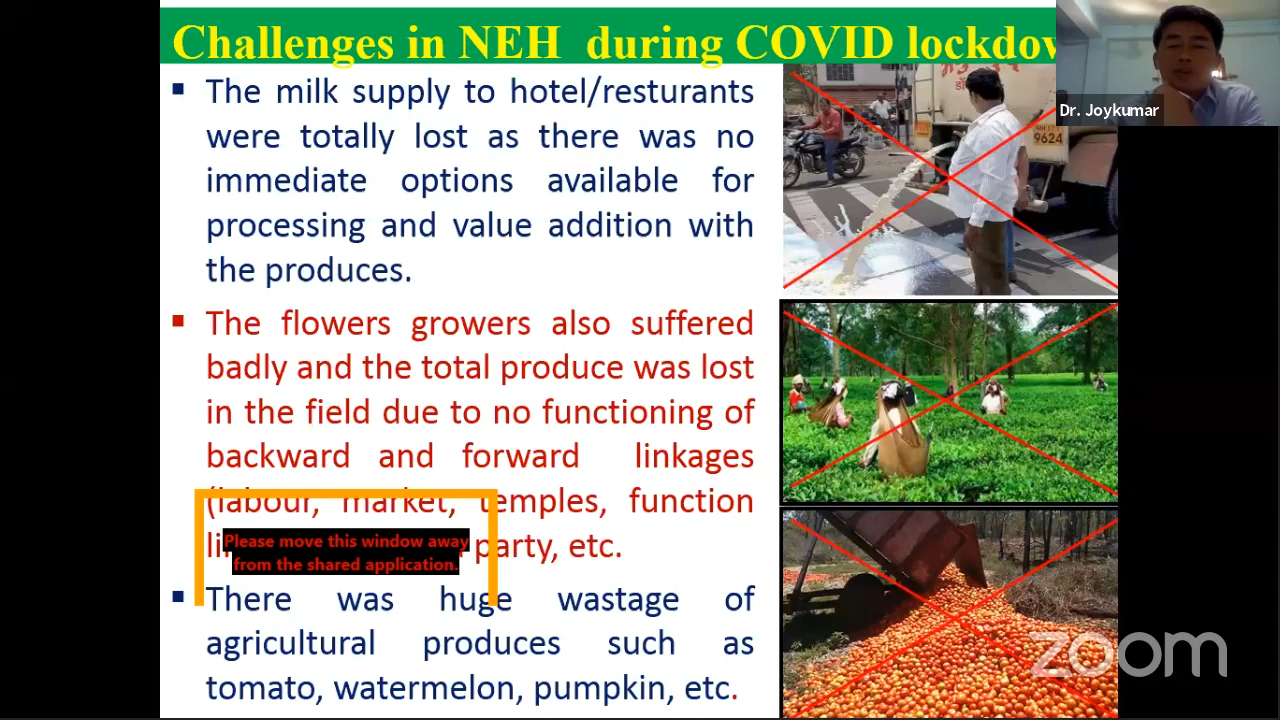 Challenges in NEH during COVID lockdow
Dr. Joykumar
9624
The milk supply to hotel/resturants
were totally lost as there was no
immediate options available for
processing and value addition with
the produces.
The flowers growers also suffered
badly and the total produce was lost
in the field due to no functioning of
backward and forward linkages
(labour, market, temples, function
party, etc.
Please move this window away
from the shared application.
There was huge wastage of
agricultural produces such as
tomato, watermelon, pumpkin, etc.
zoom